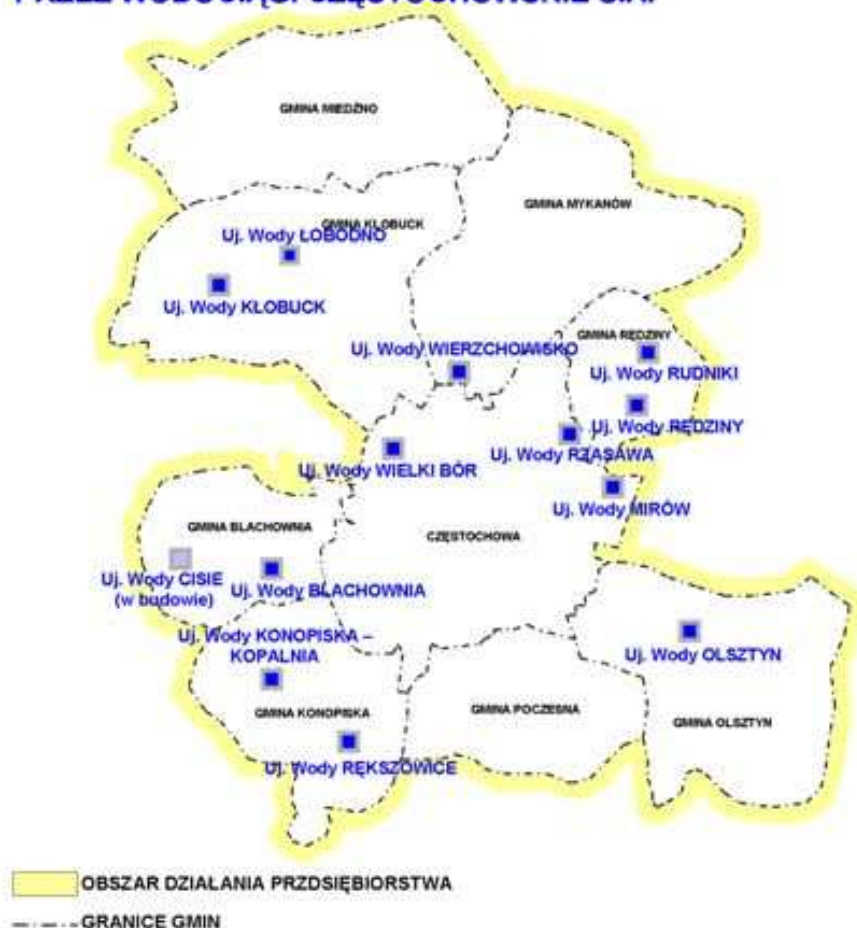 GMINA MIEDŹNO
GMINA MYKANÓW
GMINA KŁOBUCK
Uj. Wody ŁOBODNO
Uj. Wody KŁOBUCK
GMINA RĘDZINY
Uj. Wody WIERZCHOWISKO
Uj. Wody RUDNIKI
Uj. Wody RĘDZINY
Uj. Wody RZĄSAWA
Uj. Wody WIELKI BÓR
Uj. Wody MIRÓW
GMINA BLACHOWNIA
CZĘSTOCHOWA
Uj. Wody CISIE
(w budowie)
Uj. Wody BLACHOWNIA
Uj. Wody KONOPISKA –
KOPALNIA
Uj. Wody OLSZTYN
GMINA KONOPISKA
GMINA POCZESNA
GMINA OLSZTYN
Uj. Wody RĘKSZOWICE
OBSZAR DZIAŁANIA PRZDSIĘBIORSTWA
GRANICE GMIN